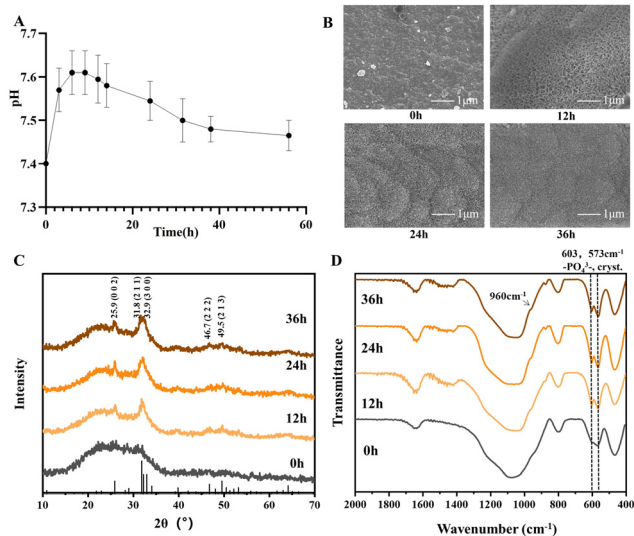 A
pH
7.7
7.6
7.5
7.4
7.3
0
20
40
60
Time(h)
B
1μm
0h
1μm
12h
1μm
24h
1μm
36h
C
25.9 (0 0 2)
31.8 (2 1 1)
32.9 (3 0 0)
46.7 (2 2 2)
49.5 (2 1 3)
36h
24h
12h
0h
Intensity
10 20 30 40 50 60 70
2θ (°)
D
603, 573cm-1
-PO₄³-, cryst.
960cm-1
36h
24h
12h
0h
Transmittance
2000 1600 1200 800 600 400
Wavenumber (cm-1)